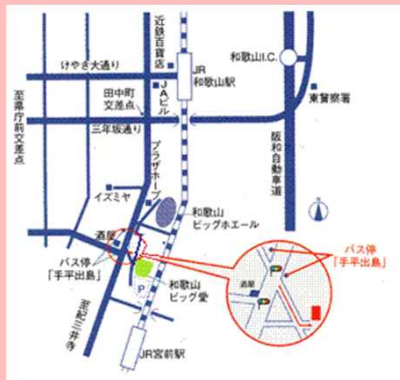 近鉄百貨店
けやき大通り
JR
和歌山駅
和歌山I.C.
田中町
交差点
JAビル
東警察署
至県庁前交差点
三年坂通り
阪和自動車道
プラザホープ
イズミヤ
和歌山
ビッグホエール
酒屋
バス停
「手平出島」
バス停
「手平出島」
P
酒屋
和歌山
ビッグ愛
P
至紀三井寺
JR宮前駅